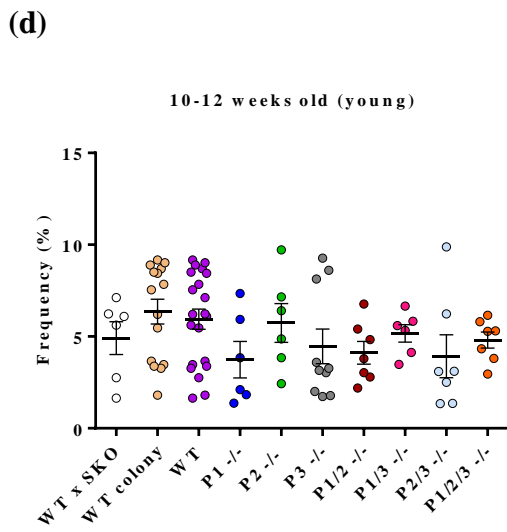 (d)
10-12 weeks old (young)
Frequency (%)
15
10
5
0
WT x SKO
WT colony
WT
P1 -/-
P2 -/-
P3 -/-
P1/2 -/-
P1/3 -/-
P2/3 -/-
P1/2/3 -/-